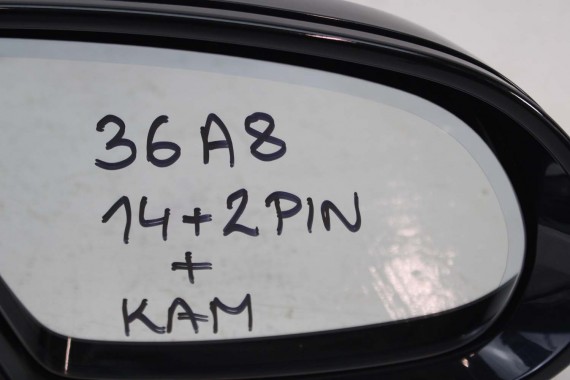 36A8
14+2PIN
+
KAM